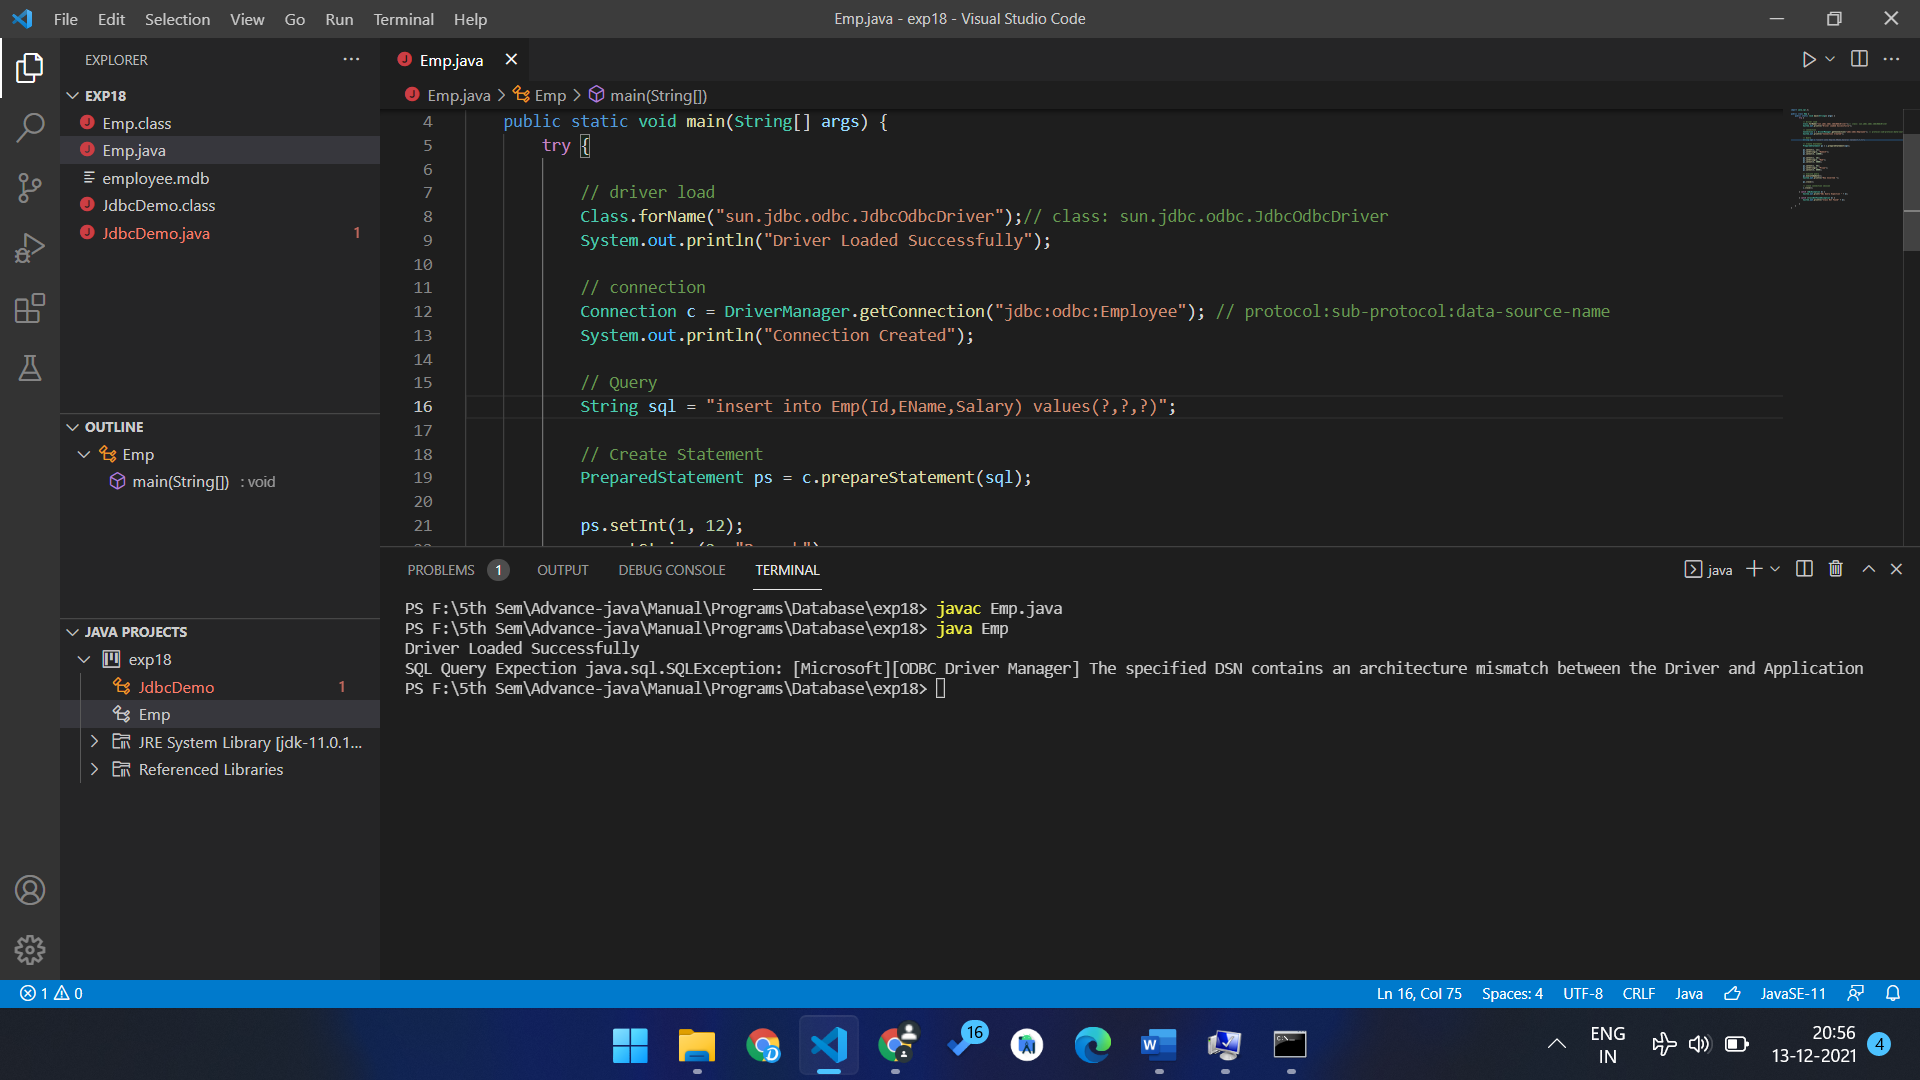 File Edit Selection View Go Run Terminal Help
Emp.java - exp18 - Visual Studio Code
EXPLORER
EXP18
Emp.class
Emp.java
employee.mdb
JdbcDemo.class
JdbcDemo.java 1
OUTLINE
Emp
main(String[]) : void
JAVA PROJECTS
exp18
JdbcDemo 1
Emp
JRE System Library [jdk-11.0.1...
Referenced Libraries
Emp.java
Emp.java > Emp > main(String[])
4 public static void main(String[] args) {
5 try {
6
7 // driver load
8 Class.forName("sun.jdbc.odbc.JdbcOdbcDriver");// class: sun.jdbc.odbc.JdbcOdbcDriver
9 System.out.println("Driver Loaded Successfully");
10
11 // connection
12 Connection c = DriverManager.getConnection("jdbc:odbc:Employee"); // protocol:sub-protocol:data-source-name
13 System.out.println("Connection Created");
14
15 // Query
16 String sql = "insert into Emp(Id,EName,Salary) values(?,?,?)";
17
18 // Create Statement
19 PreparedStatement ps = c.prepareStatement(sql);
20
21 ps.setInt(1, 12);
PROBLEMS 1 OUTPUT DEBUG CONSOLE TERMINAL
java
PS F:\5th Sem\Advance-java\Manual\Programs\Database\exp18> javac Emp.java
PS F:\5th Sem\Advance-java\Manual\Programs\Database\exp18> java Emp
Driver Loaded Successfully
SQL Query Expection java.sql.SQLException: [Microsoft][ODBC Driver Manager] The specified DSN contains an architecture mismatch between the Driver and Application
PS F:\5th Sem\Advance-java\Manual\Programs\Database\exp18>
1 0
Ln 16, Col 75 Spaces: 4 UTF-8 CRLF Java JavaSE-11
16
ENG
IN
20:56
13-12-2021
4